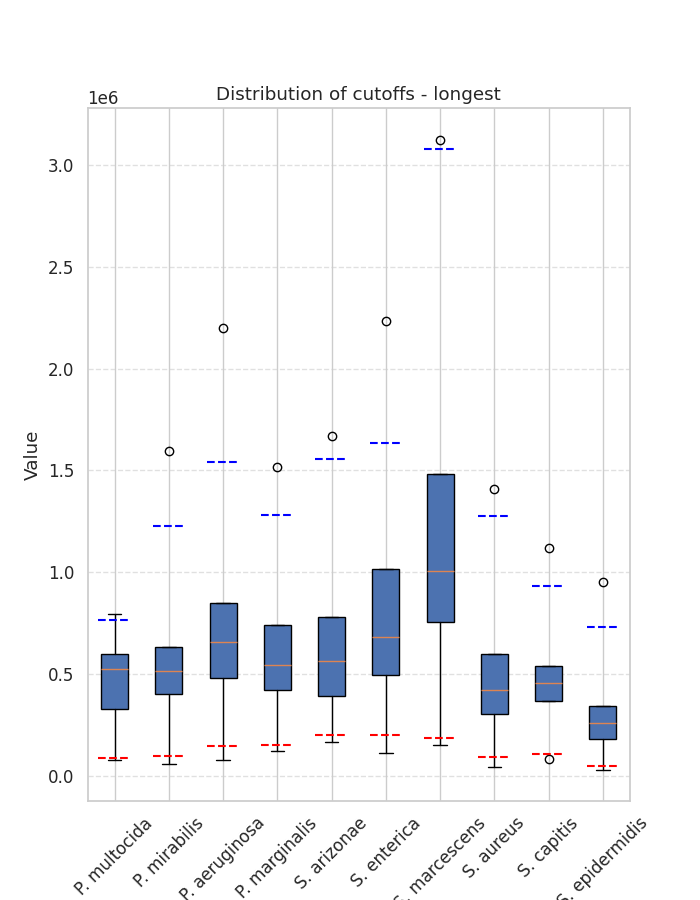 Distribution of cutoffs - longest
1e6
3.0
2.5
2.0
1.5
1.0
0.5
0.0
Value
P. multocida
P. mirabilis
P. aeruginosa
P. marginalis
S. arizonae
S. enterica
S. marcescens
S. aureus
S. capitis
S. epidermidis